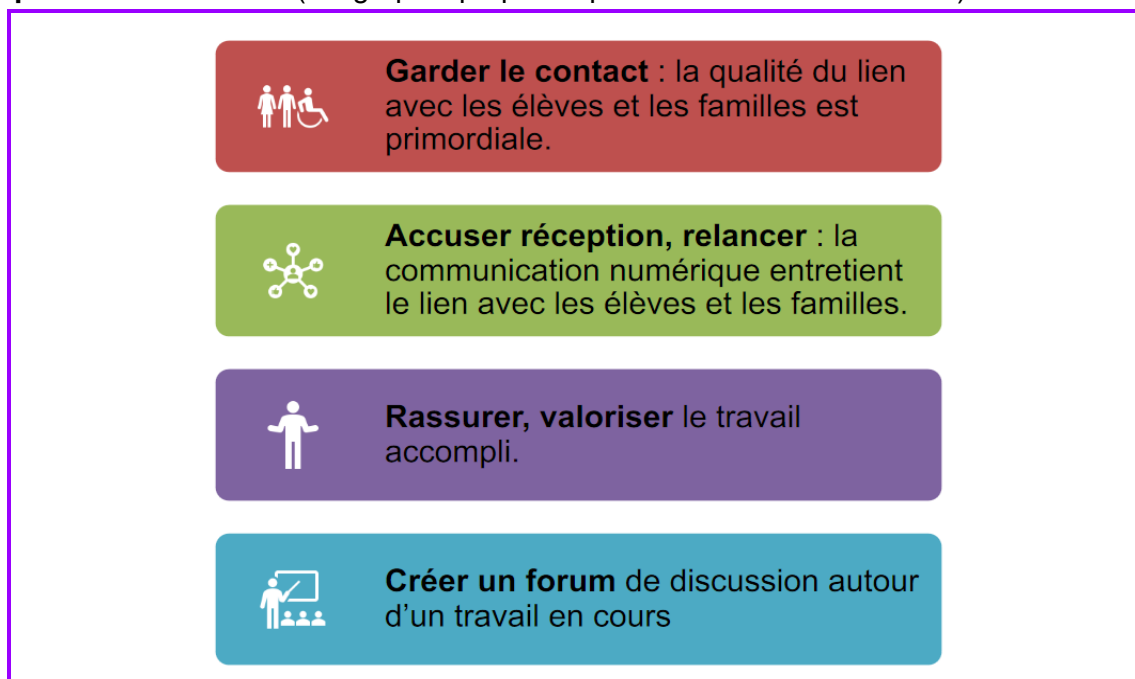 Garder le contact : la qualité du lien
avec les élèves et les familles est
primordiale.
Accuser réception, relancer : la
communication numérique entretient
le lien avec les élèves et les familles.
Rassurer, valoriser le travail
accompli.
Créer un forum de discussion autour
d’un travail en cours